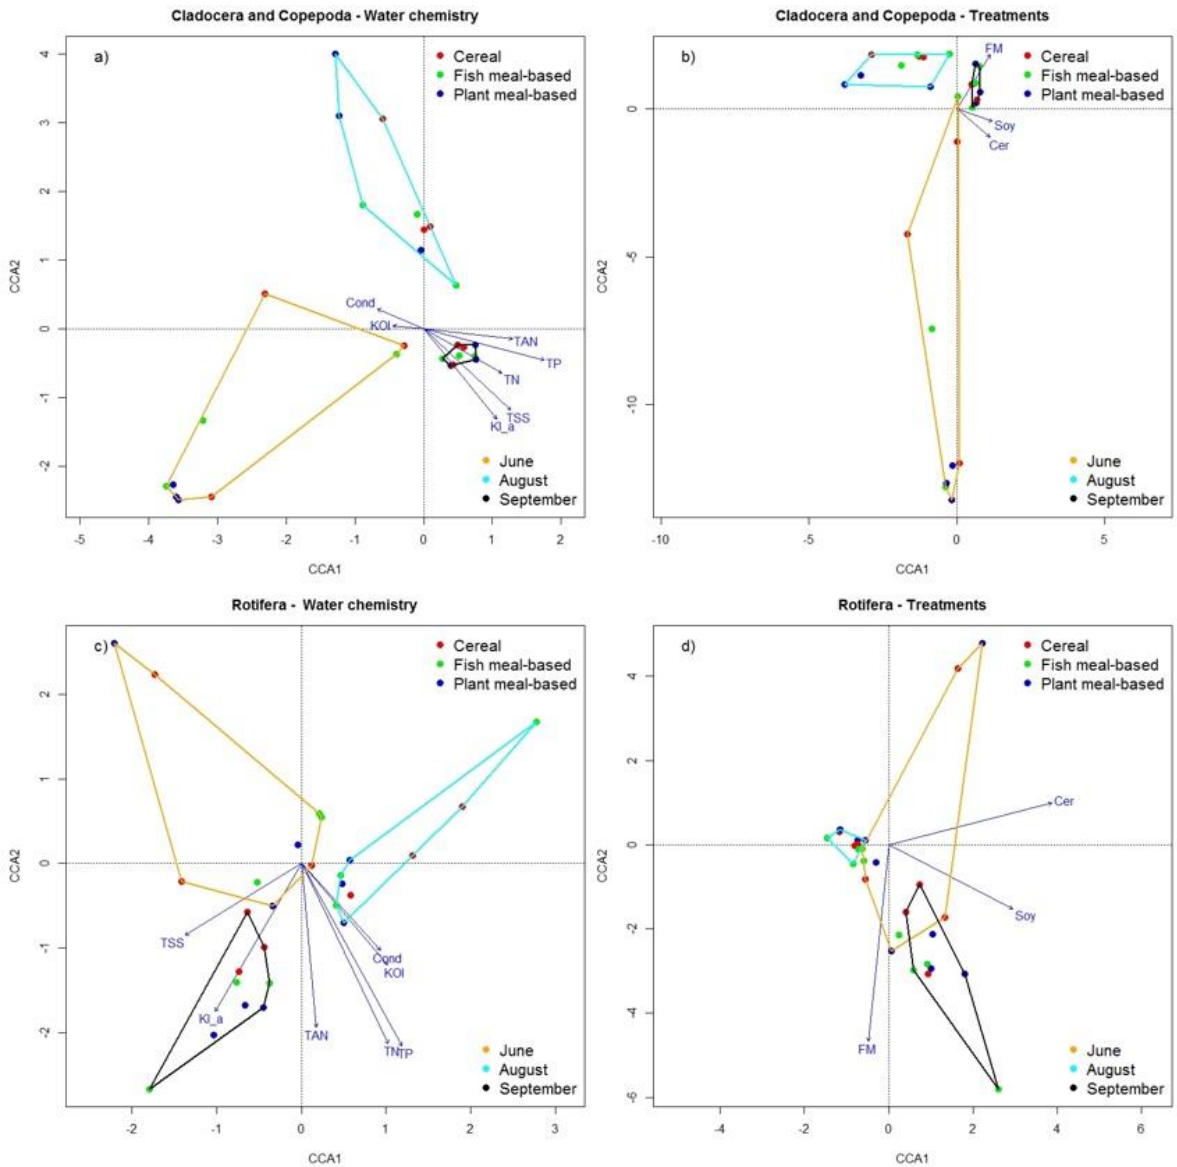 Cladocera and Copepoda - Water chemistry
a)
Cereal
Fish meal-based
Plant meal-based
4
3
2
1
0
-1
-2
CCA2
Cond
KOI
TAN
TP
TN
TSS
Kl_a
June
August
September
-5 -4 -3 -2 -1 0 1 2
CCA1
Cladocera and Copepoda - Treatments
b)
FM
Cereal
Fish meal-based
Plant meal-based
0
-5
-10
CCA2
Soy
Cer
June
August
September
-10 -5 0 5
CCA1
Rotifera - Water chemistry
c)
Cereal
Fish meal-based
Plant meal-based
2
1
0
-1
-2
CCA2
TSS
Cond
KOI
Kl_a
TAN
TN
TP
June
August
September
-2 -1 0 1 2 3
CCA1
Rotifera - Treatments
d)
Cereal
Fish meal-based
Plant meal-based
4
2
0
-2
-4
-6
CCA2
Cer
Soy
FM
June
August
September
-4 -2 0 2 4 6
CCA1